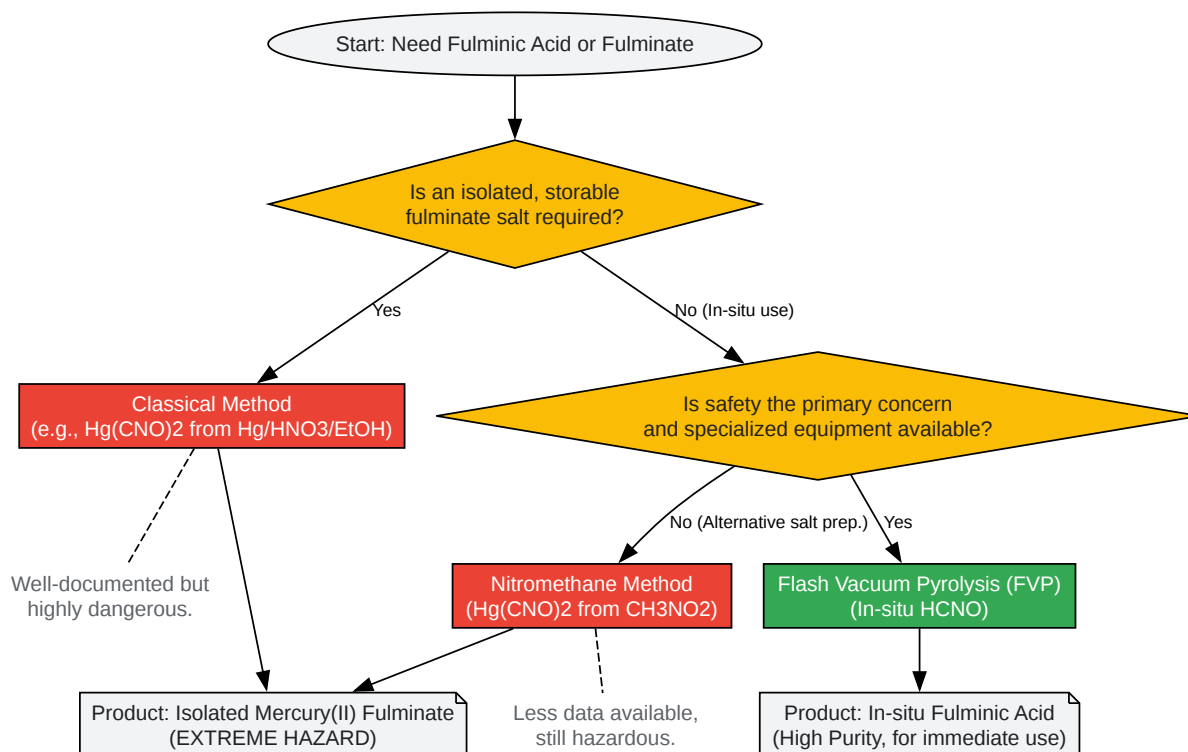 Start: Need Fulminic Acid or Fulminate
Is an isolated, storable
fulminate salt required?
Yes
No (In-situ use)
Classical Method
(e.g., Hg(CNO)2 from Hg/HNO3/EtOH)
Is safety the primary concern
and specialized equipment available?
No (Alternative salt prep.)
Yes
Well-documented but
highly dangerous.
Nitromethane Method
(Hg(CNO)2 from CH3NO2)
Flash Vacuum Pyrolysis (FVP)
(In-situ HCNO)
Product: Isolated Mercury(II) Fulminate
(EXTREME HAZARD)
Less data available,
still hazardous.
Product: In-situ Fulminic Acid
(High Purity, for immediate use)